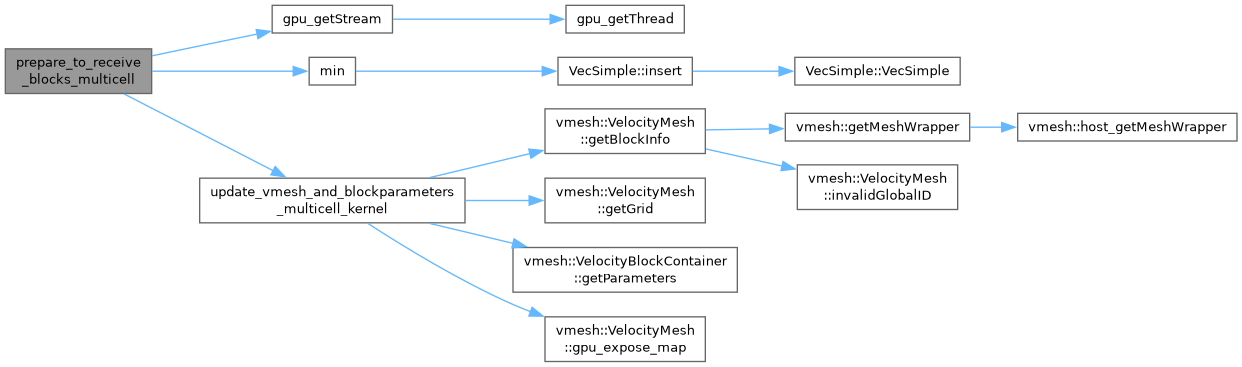 prepare_to_receive
_blocks_multicell
gpu_getStream
gpu_getThread
min
VecSimple::insert
VecSimple::VecSimple
update_vmesh_and_blockparameters
_multicell_kernel
vmesh::VelocityMesh
::getBlockInfo
vmesh::getMeshWrapper
vmesh::host_getMeshWrapper
vmesh::VelocityMesh
::invalidGlobalID
vmesh::VelocityMesh
::getGrid
vmesh::VelocityBlockContainer
::getParameters
vmesh::VelocityMesh
::gpu_expose_map